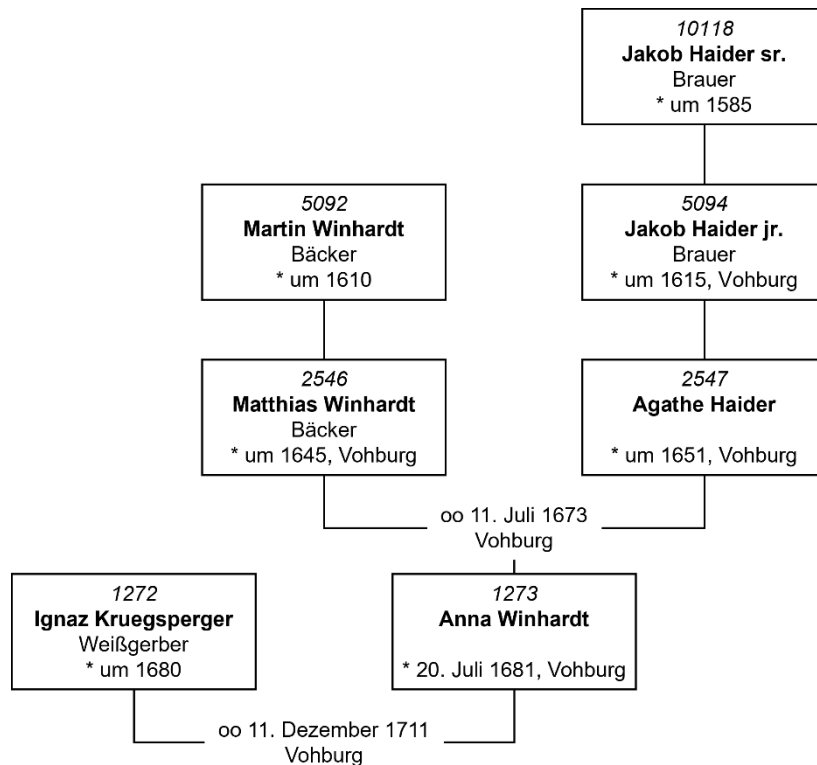 10118
Jakob Haider sr.
Brauer
* um 1585
5092
Martin Winhardt
Bäcker
* um 1610
5094
Jakob Haider jr.
Brauer
* um 1615, Vohburg
2546
Matthias Winhardt
Bäcker
* um 1645, Vohburg
2547
Agathe Haider
* um 1651, Vohburg
oo 11. Juli 1673
Vohburg
1272
Ignaz Kruegsperger
Weißgerber
* um 1680
1273
Anna Winhardt
* 20. Juli 1681, Vohburg
oo 11. Dezember 1711
Vohburg